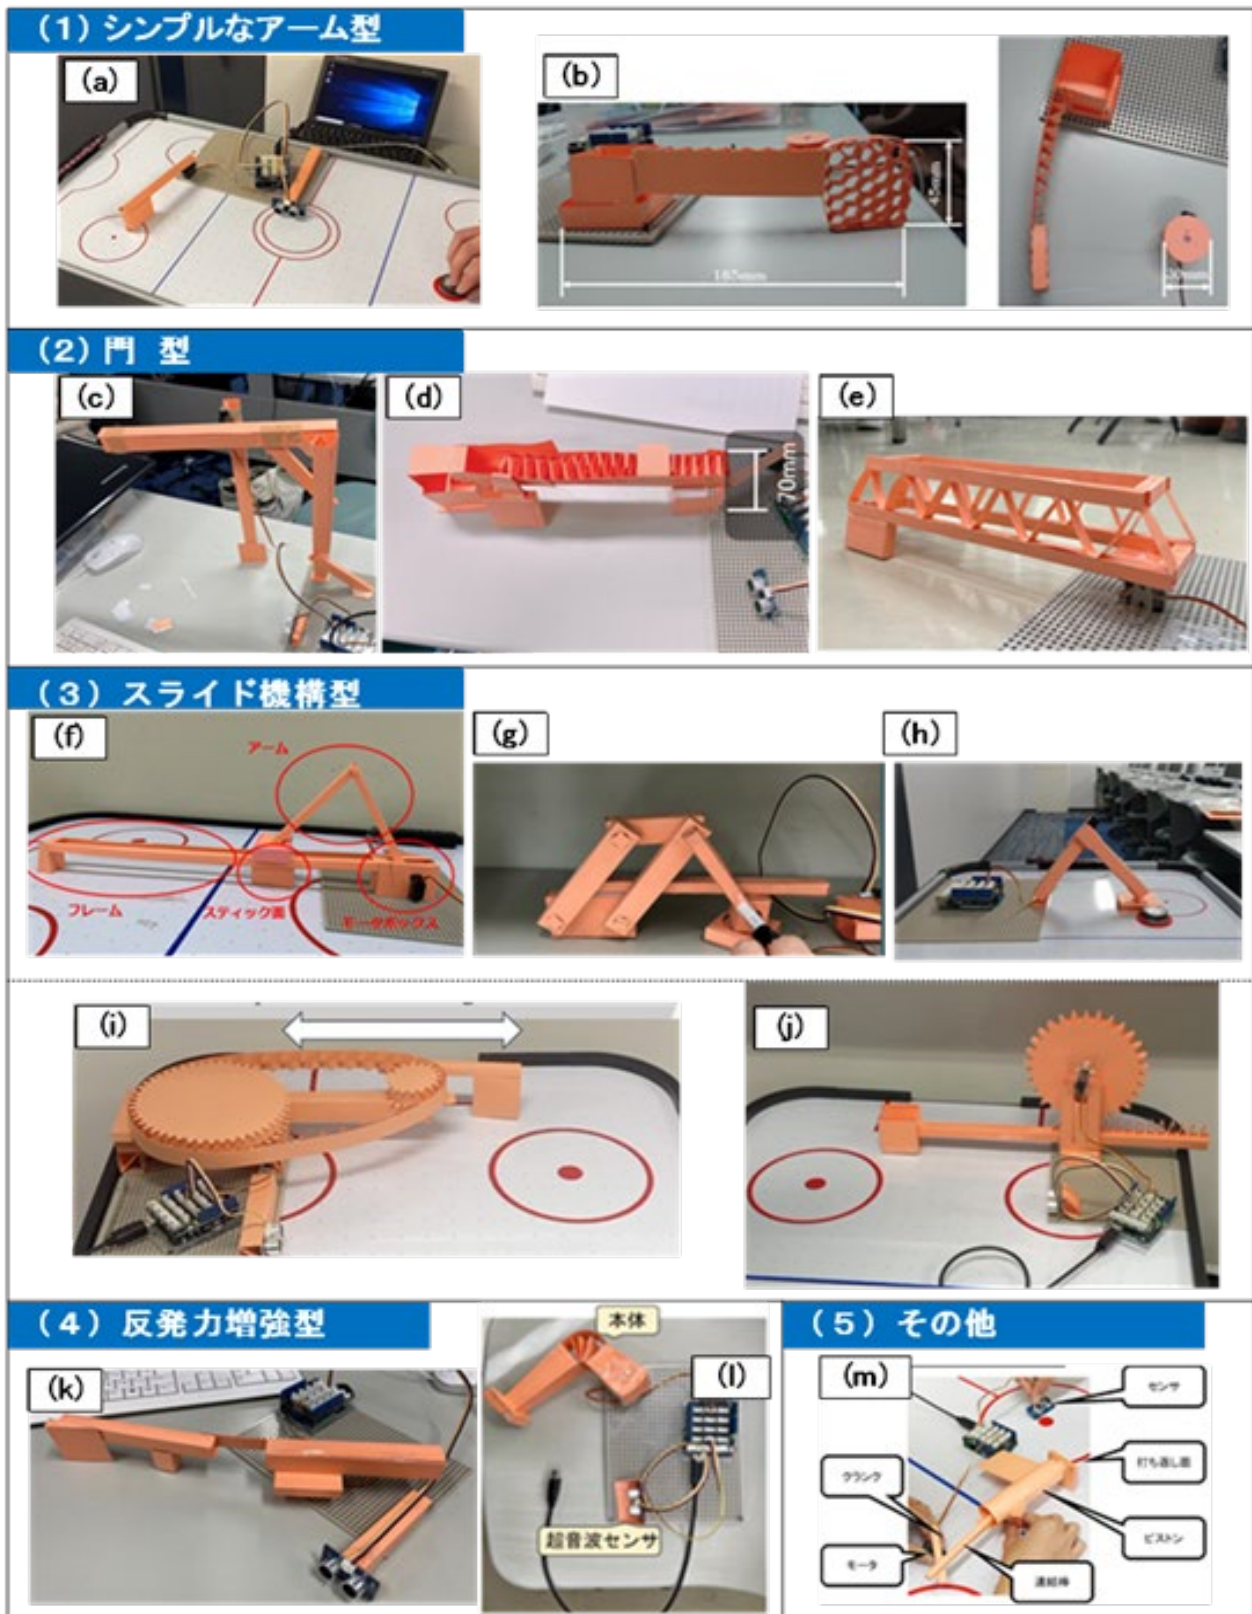 （1）シンプルなアーム型
(a)
(b)
45mm
165mm
30mm
（2）門　型
(c)
(d)
70mm
(e)
（3）スライド機構型
(f)
アーム
フレーム
スティック面
モータボックス
(g)
(h)
(i)
(j)
（4）反発力増強型
(k)
本体
(l)
超音波センサ
（5）その他
(m)
センサ
打ち返し面
クランク
ピストン
モータ
連結棒